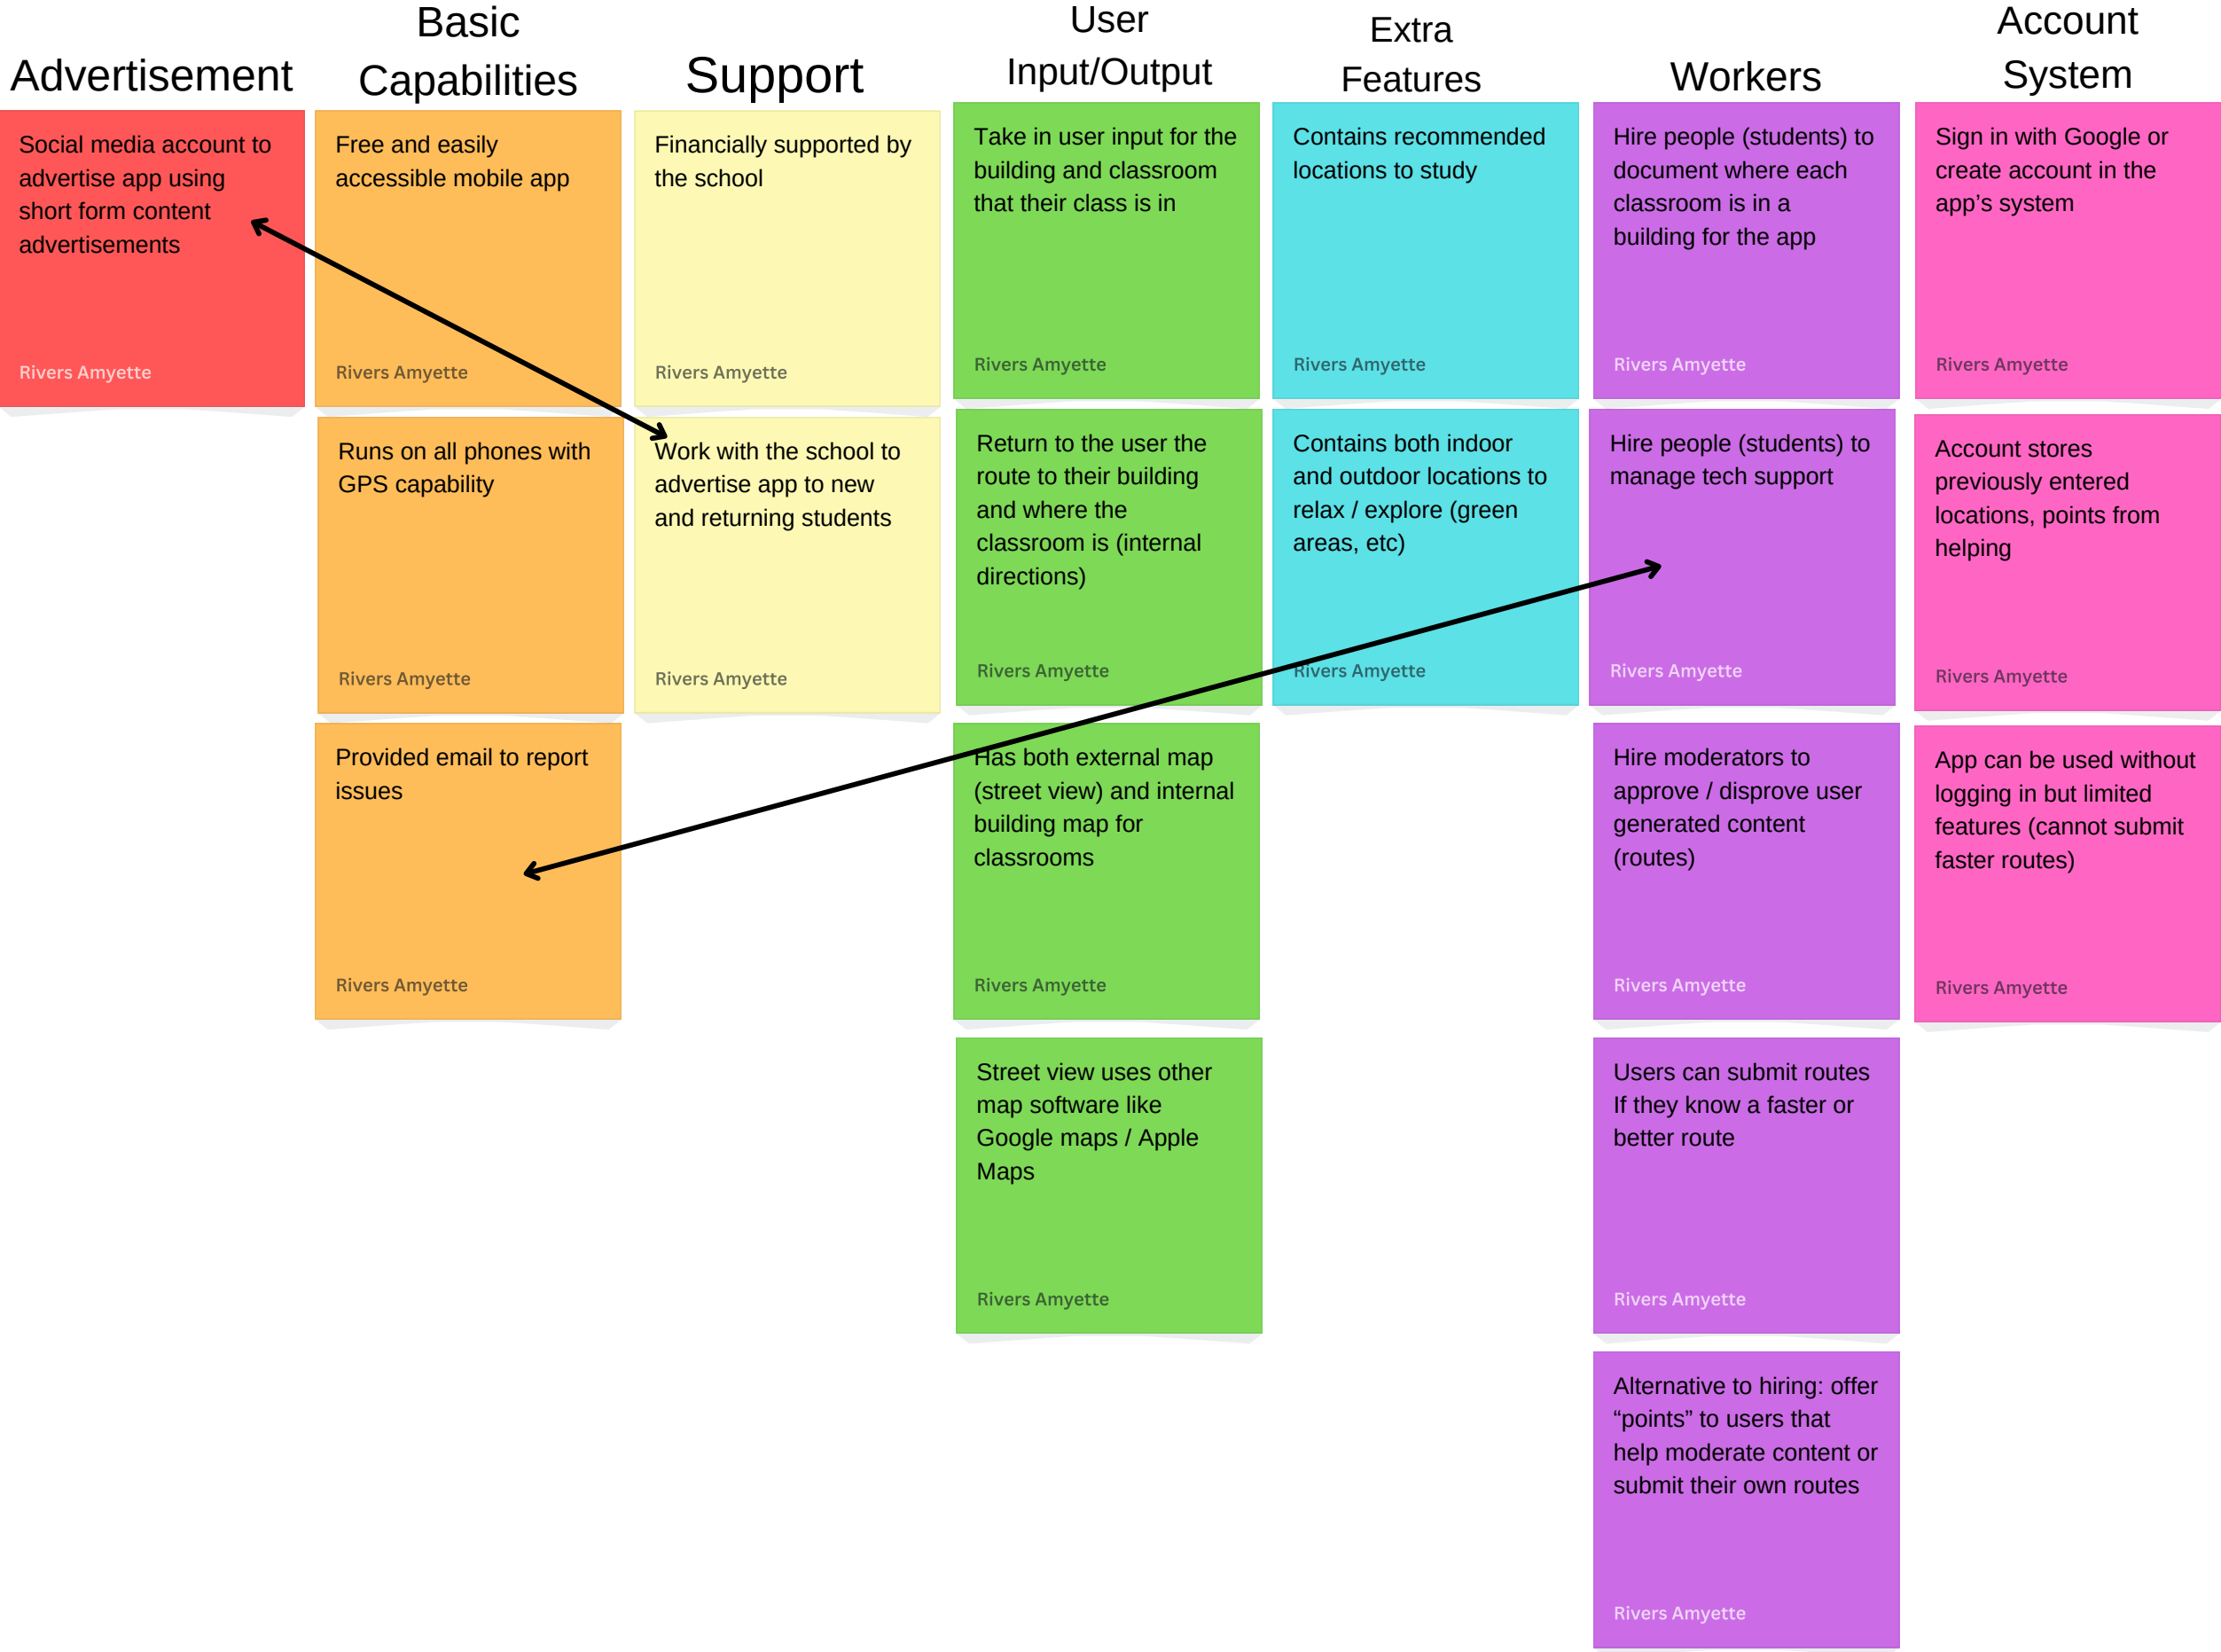 Advertisement
Social media account to
advertise app using
short form content
advertisements
Rivers Amyette
Basic
Capabilities
Free and easily
accessible mobile app
Rivers Amyette
Runs on all phones with
GPS capability
Rivers Amyette
Provided email to report
issues
Rivers Amyette
Support
Financially supported by
the school
Rivers Amyette
Work with the school to
advertise app to new
and returning students
Rivers Amyette
User
Input/Output
Take in user input for the
building and classroom
that their class is in
Rivers Amyette
Return to the user the
route to their building
and where the
classroom is (internal
directions)
Rivers Amyette
Has both external map
(street view) and internal
building map for
classrooms
Rivers Amyette
Street view uses other
map software like
Google maps / Apple
Maps
Rivers Amyette
Extra
Features
Contains recommended
locations to study
Rivers Amyette
Contains both indoor
and outdoor locations to
relax / explore (green
areas, etc)
Rivers Amyette
Workers
Hire people (students) to
document where each
classroom is in a
building for the app
Rivers Amyette
Hire people (students) to
manage tech support
Rivers Amyette
Hire moderators to
approve / disprove user
generated content
(routes)
Rivers Amyette
Users can submit routes
If they know a faster or
better route
Rivers Amyette
Alternative to hiring: offer
“points” to users that
help moderate content or
submit their own routes
Rivers Amyette
Account
System
Sign in with Google or
create account in the
app’s system
Rivers Amyette
Account stores
previously entered
locations, points from
helping
Rivers Amyette
App can be used without
logging in but limited
features (cannot submit
faster routes)
Rivers Amyette